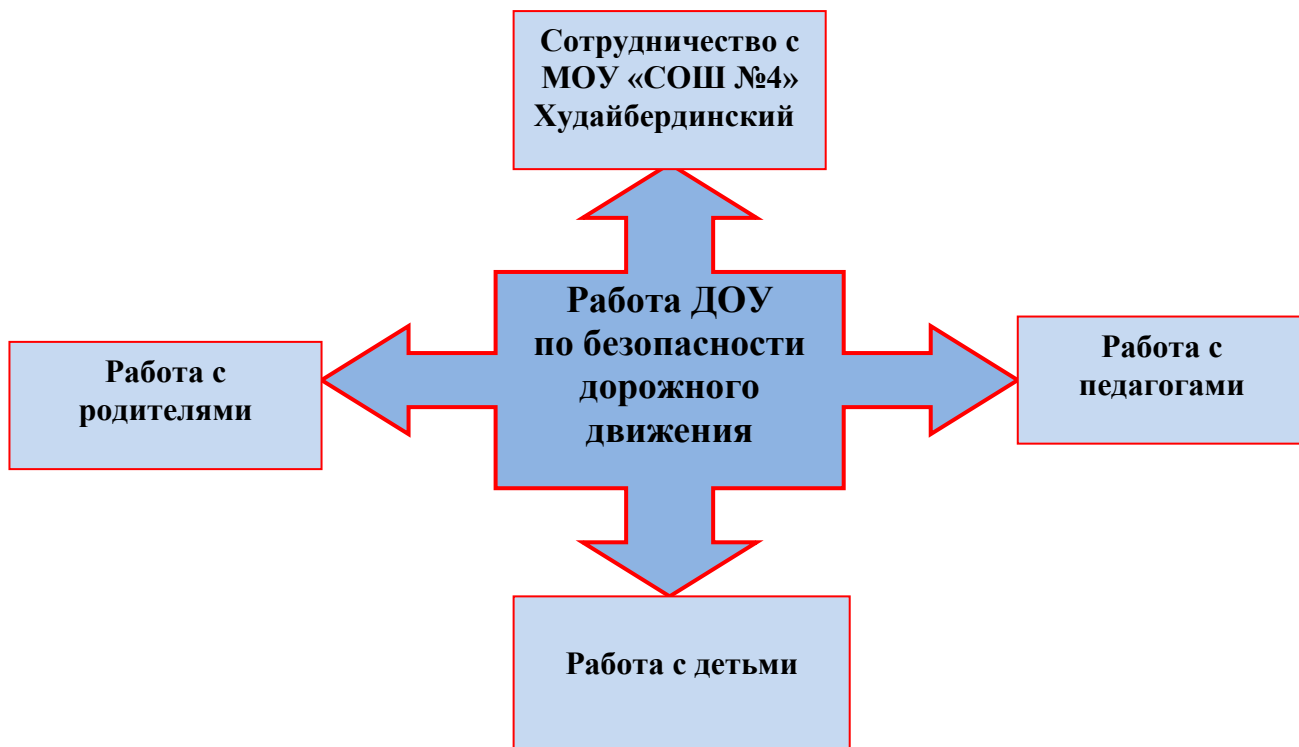 Сотрудничество с
МОУ «СОШ №4»
Худайбердинский
Работа ДОУ
по безопасности
дорожного
движения
Работа с
родителями
Работа с
педагогами
Работа с детьми